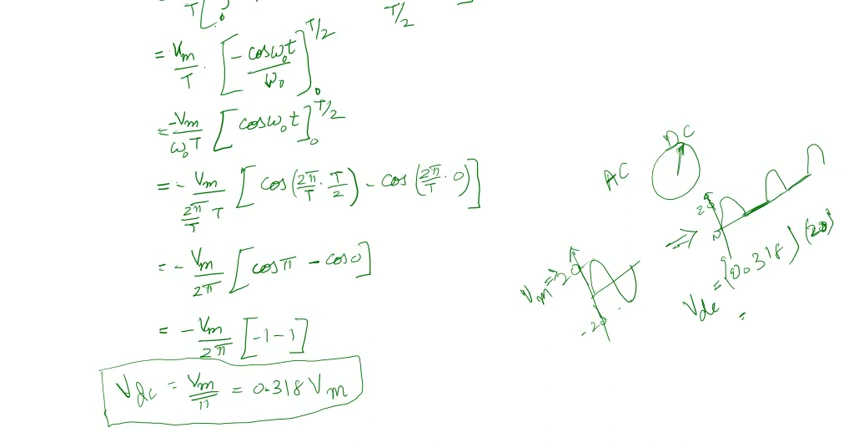 T/2
= Vm/T · [ -cosω₀t / ω₀ ]₀^T/2
= -Vm/ω₀T [ cosω₀t ]₀^T/2
= - Vm / (2π/T · T) [ cos(2π/T · T/2) - cos(2π/T · 0) ]
= - Vm/2π [ cosπ - cos0 ]
= - Vm/2π [ -1 -1 ]
Vdc = Vm/π = 0.318 Vm
DC
AC
Vm = 20
-20
⇒
20
Vdc = (0.318)(20)
=